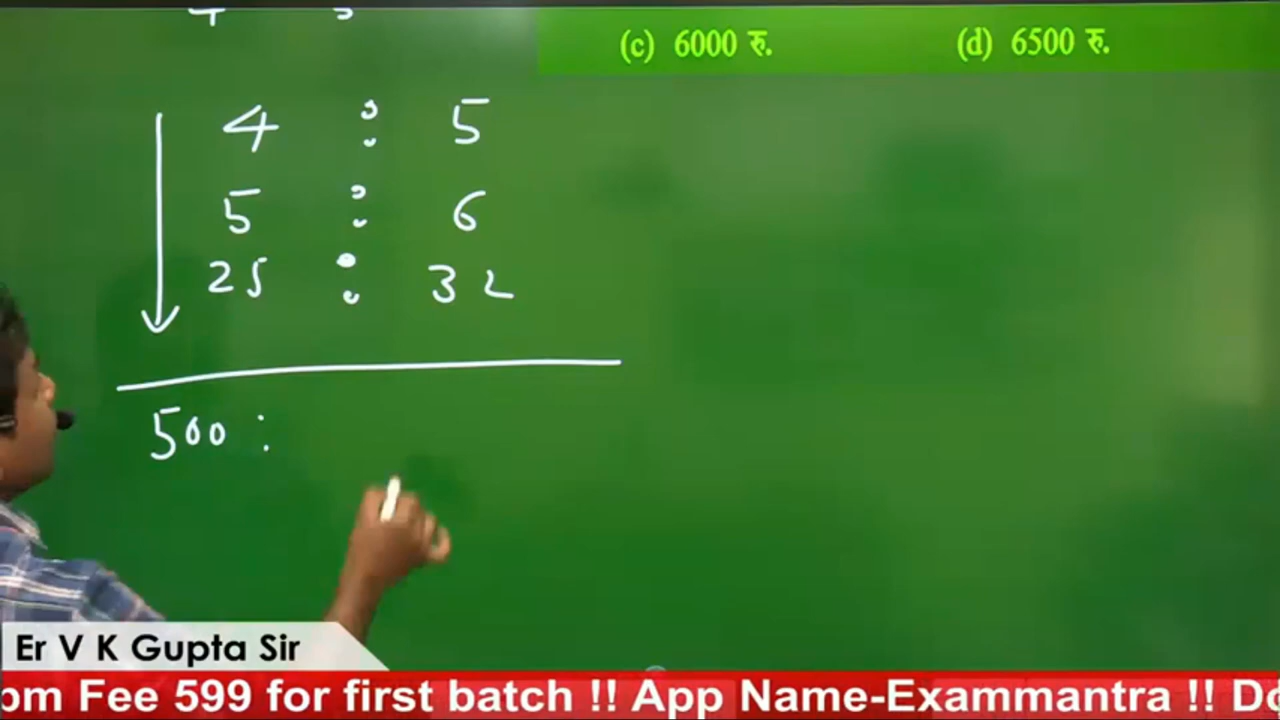 (c) 6000 रु. (d) 6500 रु.
4 : 5
5 : 6
25 : 32
500 :
Er V K Gupta Sir
pm Fee 599 for first batch !! App Name-Exammantra !! Do